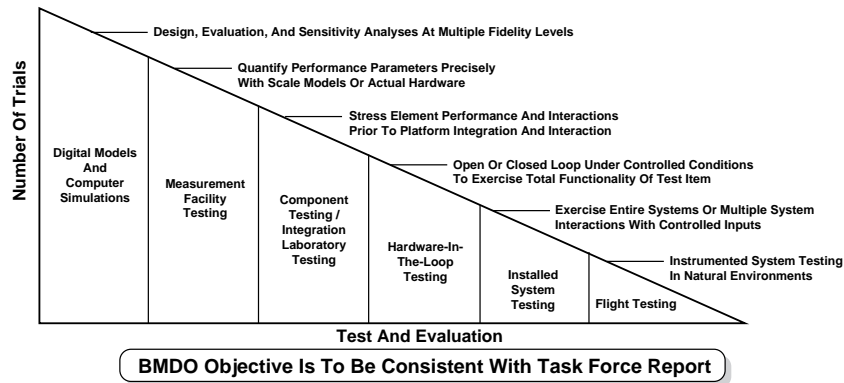 Design, Evaluation, And Sensitivity Analyses At Multiple Fidelity Levels
Quantify Performance Parameters Precisely
With Scale Models Or Actual Hardware
Stress Element Performance And Interactions
Prior To Platform Integration And Interaction
Open Or Closed Loop Under Controlled Conditions
To Exercise Total Functionality Of Test Item
Exercise Entire Systems Or Multiple System
Interactions With Controlled Inputs
Instrumented System Testing
In Natural Environments
Number Of Trials
Digital Models
And
Computer
Simulations
Measurement
Facility
Testing
Component
Testing /
Integration
Laboratory
Testing
Hardware-In-
The-Loop
Testing
Installed
System
Testing
Flight Testing
Test And Evaluation
BMDO Objective Is To Be Consistent With Task Force Report